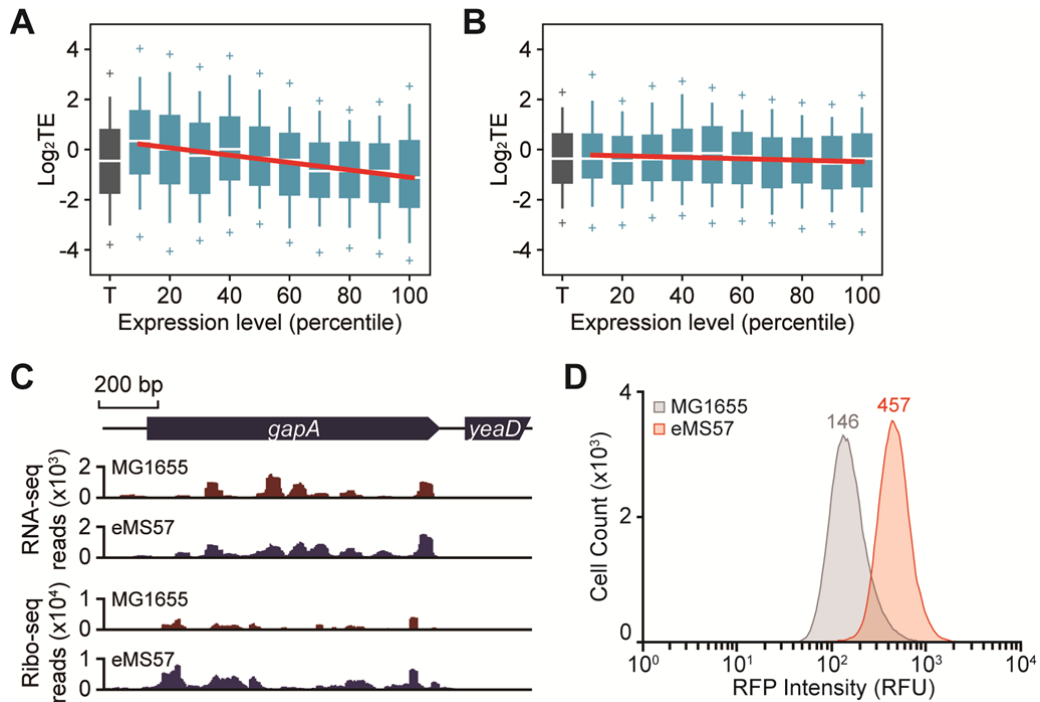 A
4
2
0
-2
-4
Log₂TE
T 20 40 60 80 100
Expression level (percentile)
B
4
2
0
-2
-4
Log₂TE
T 20 40 60 80 100
Expression level (percentile)
C
200 bp
gapA yeaD
RNA-seq
reads (x10³)
2
0
MG1655
2
0
eMS57
Ribo-seq
reads (x10⁴)
1
0
MG1655
1
0
eMS57
D
MG1655
eMS57
146
457
4
2
0
Cell Count (x10³)
10⁰ 10¹ 10² 10³ 10⁴
RFP Intensity (RFU)